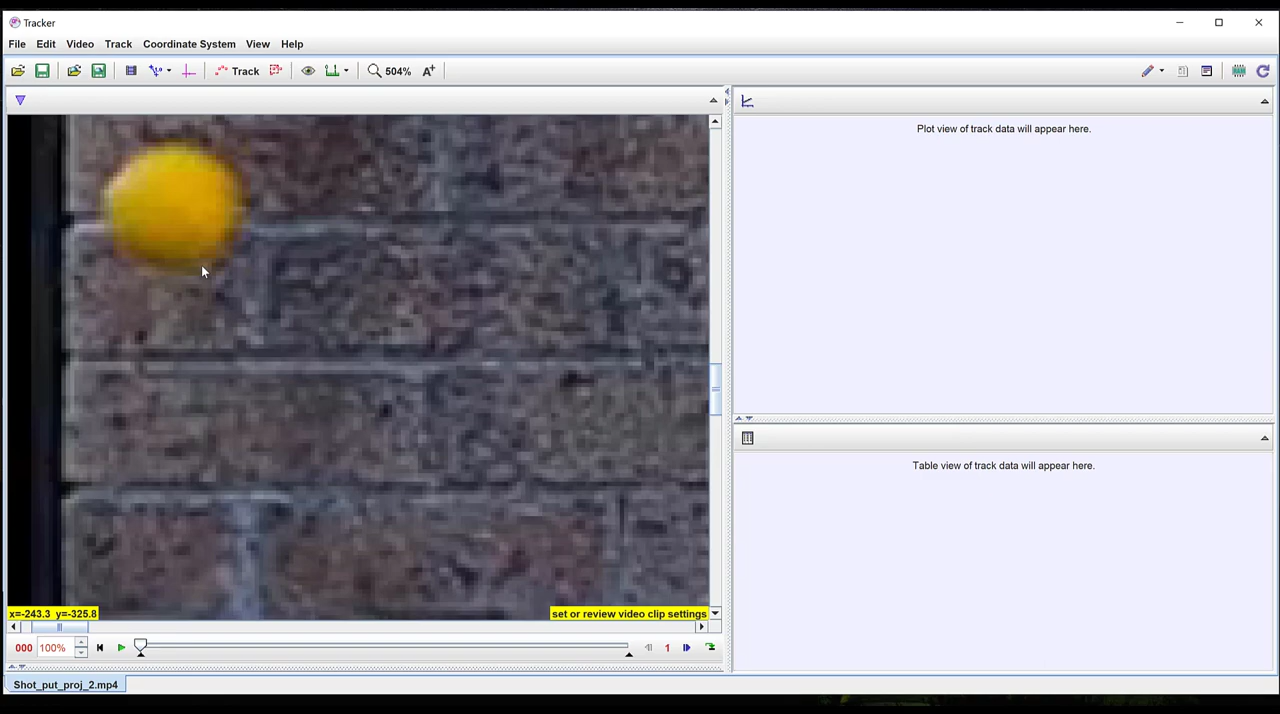 Tracker
File Edit Video Track Coordinate System View Help
Track 504% A+
Plot view of track data will appear here.
Table view of track data will appear here.
x=-243.3 y=-325.8 set or review video clip settings
000 100% 1
Shot_put_proj_2.mp4